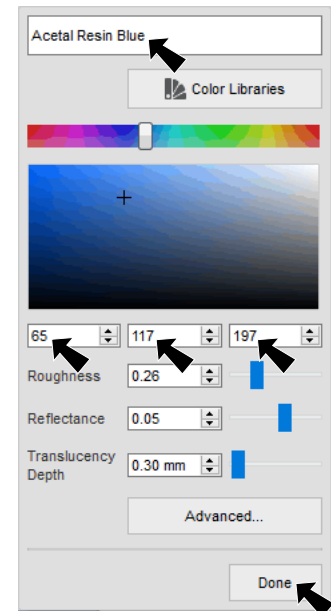 Acetal Resin Blue
Color Libraries
65 117 197
Roughness 0.26
Reflectance 0.05
Translucency
Depth 0.30 mm
Advanced...
Done